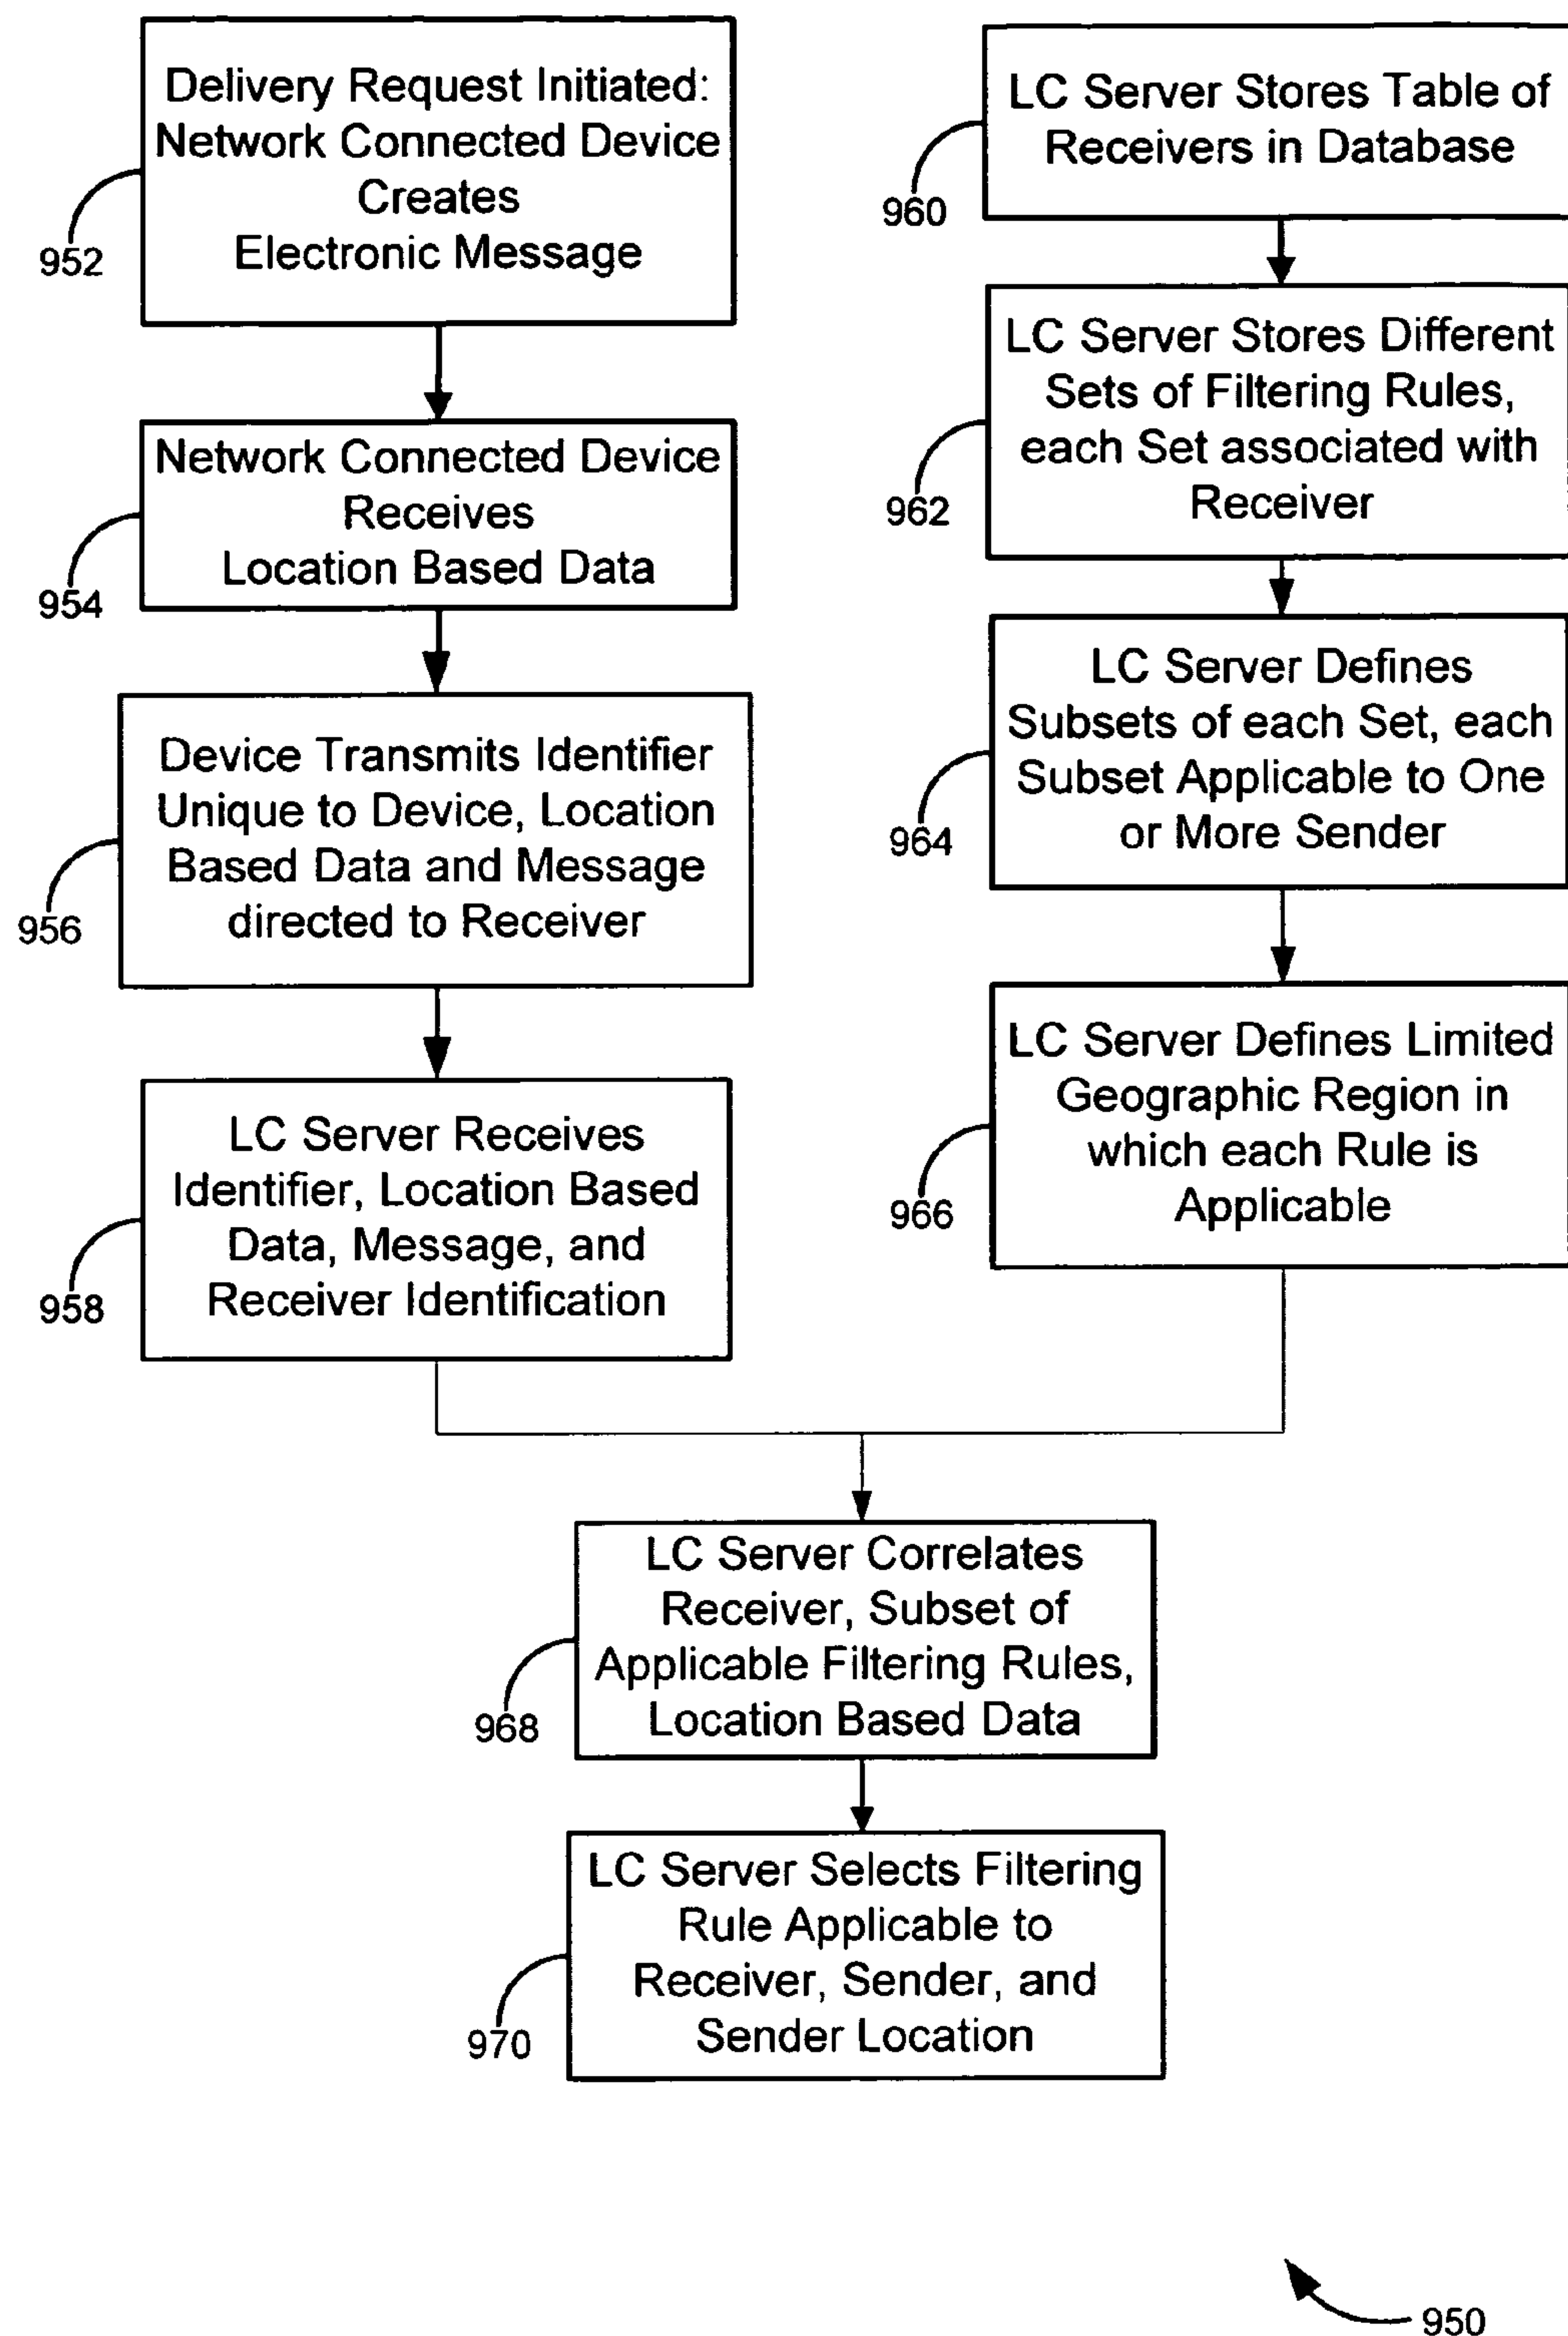 Delivery Request Initiated:
Network Connected Device
Creates
Electronic Message
952
Network Connected Device
Receives
Location Based Data
954
Device Transmits Identifier
Unique to Device, Location
Based Data and Message
directed to Receiver
956
LC Server Receives
Identifier, Location Based
Data, Message, and
Receiver Identification
958
LC Server Stores Table of
Receivers in Database
960
LC Server Stores Different
Sets of Filtering Rules,
each Set associated with
Receiver
962
LC Server Defines
Subsets of each Set, each
Subset Applicable to One
or More Sender
964
LC Server Defines Limited
Geographic Region in
which each Rule is
Applicable
966
LC Server Correlates
Receiver, Subset of
Applicable Filtering Rules,
Location Based Data
968
LC Server Selects Filtering
Rule Applicable to
Receiver, Sender, and
Sender Location
970
950